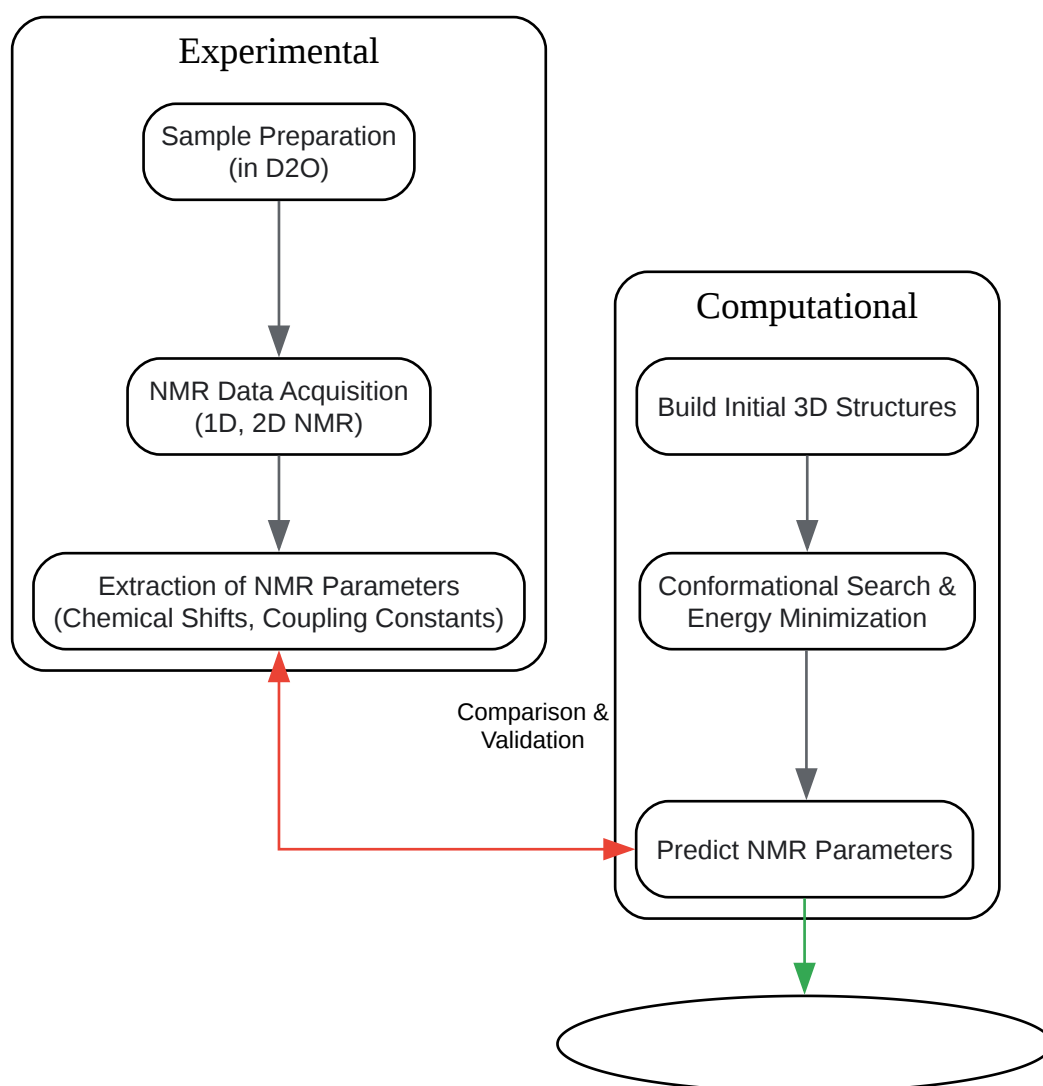 Experimental
Sample Preparation
(in D2O)
NMR Data Acquisition
(1D, 2D NMR)
Extraction of NMR Parameters
(Chemical Shifts, Coupling Constants)
Comparison &
Validation
Computational
Build Initial 3D Structures
Conformational Search &
Energy Minimization
Predict NMR Parameters